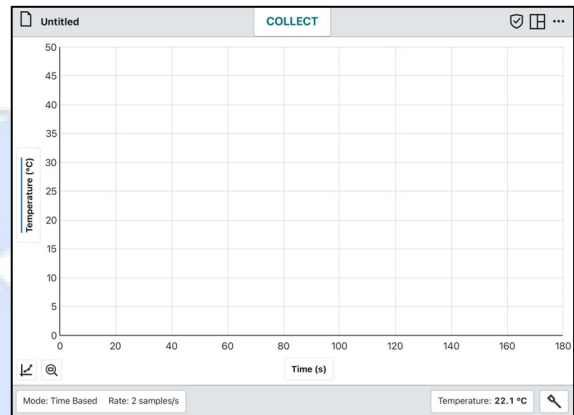 Untitled
COLLECT
50
45
40
35
30
25
20
15
10
5
0
Temperature (°C)
0 20 40 60 80 100 120 140 160 180
Time (s)
Mode: Time Based Rate: 2 samples/s
Temperature: 22.1 °C